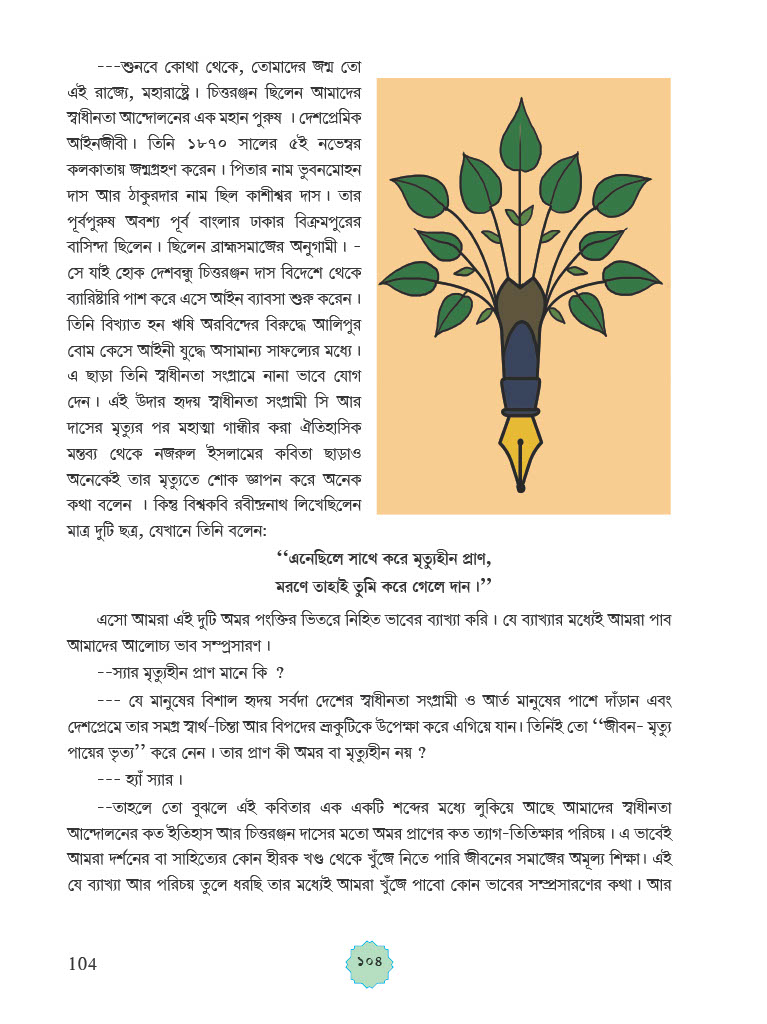 ---শুনবে কোথা থেকে, তোমাদের জন্ম তো
এই রাজ্যে, মহারাষ্ট্রে । চিত্তরঞ্জন ছিলেন আমাদের
স্বাধীনতা আন্দোলনের এক মহান পুরুষ । দেশপ্রেমিক
আইনজীবী। তিনি ১৮৭০ সালের ৫ই নভেম্বর
কলকাতায় জন্মগ্রহণ করেন । পিতার নাম ভুবনমোহন
দাস আর ঠাকুরদার নাম ছিল কাশীশ্বর দাস। তার
পূর্বপুরুষ অবশ্য পূর্ব বাংলার ঢাকার বিক্রমপুরের
বাসিন্দা ছিলেন। ছিলেন ব্রাহ্মসমাজের অনুগামী। -
সে যাই হোক দেশবন্ধু চিত্তরঞ্জন দাস বিদেশে থেকে
ব্যারিষ্টারি পাশ করে এসে আইন ব্যাবসা শুরু করেন।
তিনি বিখ্যাত হন ঋষি অরবিন্দের বিরুদ্ধে আলিপুর
বোম কেসে আইনী যুদ্ধে অসামান্য সাফল্যের মধ্যে।
এ ছাড়া তিনি স্বাধীনতা সংগ্রামে নানা ভাবে যোগ
দেন। এই উদার হৃদয় স্বাধীনতা সংগ্রামী সি আর
দাসের মৃত্যুর পর মহাত্মা গান্ধীর করা ঐতিহাসিক
মন্তব্য থেকে নজরুল ইসলামের কবিতা ছাড়াও
অনেকেই তার মৃত্যুতে শোক জ্ঞাপন করে অনেক
কথা বলেন । কিন্তু বিশ্বকবি রবীন্দ্রনাথ লিখেছিলেন
মাত্র দুটি ছত্র, যেখানে তিনি বলেন:
‘‘এনেছিলে সাথে করে মৃত্যুহীন প্রাণ,
মরণে তাহাই তুমি করে গেলে দান।’’
এসো আমরা এই দুটি অমর পংক্তির ভিতরে নিহিত ভাবের ব্যাখ্যা করি । যে ব্যাখ্যার মধ্যেই আমরা পাব
আমাদের আলোচ্য ভাব সম্প্রসারণ ।
--স্যার মৃত্যুহীন প্রাণ মানে কি ?
--- যে মানুষের বিশাল হৃদয় সর্বদা দেশের স্বাধীনতা সংগ্রামী ও আর্ত মানুষের পাশে দাঁড়ান এবং
দেশপ্রেমে তার সমগ্র স্বার্থ-চিন্তা আর বিপদের ভ্রূকুটিকে উপেক্ষা করে এগিয়ে যান। তিনিই তো ‘‘জীবন- মৃত্যু
পায়ের ভৃত্য’’ করে নেন । তার প্রাণ কী অমর বা মৃত্যুহীন নয় ?
--- হ্যাঁ স্যার ।
--তাহলে তো বুঝলে এই কবিতার এক একটি শব্দের মধ্যে লুকিয়ে আছে আমাদের স্বাধীনতা
আন্দোলনের কত ইতিহাস আর চিত্তরঞ্জন দাসের মতো অমর প্রাণের কত ত্যাগ-তিতিক্ষার পরিচয় । এ ভাবেই
আমরা দর্শনের বা সাহিত্যের কোন হীরক খণ্ড থেকে খুঁজে নিতে পারি জীবনের সমাজের অমূল্য শিক্ষা। এই
যে ব্যাখ্যা আর পরিচয় তুলে ধরছি তার মধ্যেই আমরা খুঁজে পাবো কোন ভাবের সম্প্রসারণের কথা । আর
104
১০৪